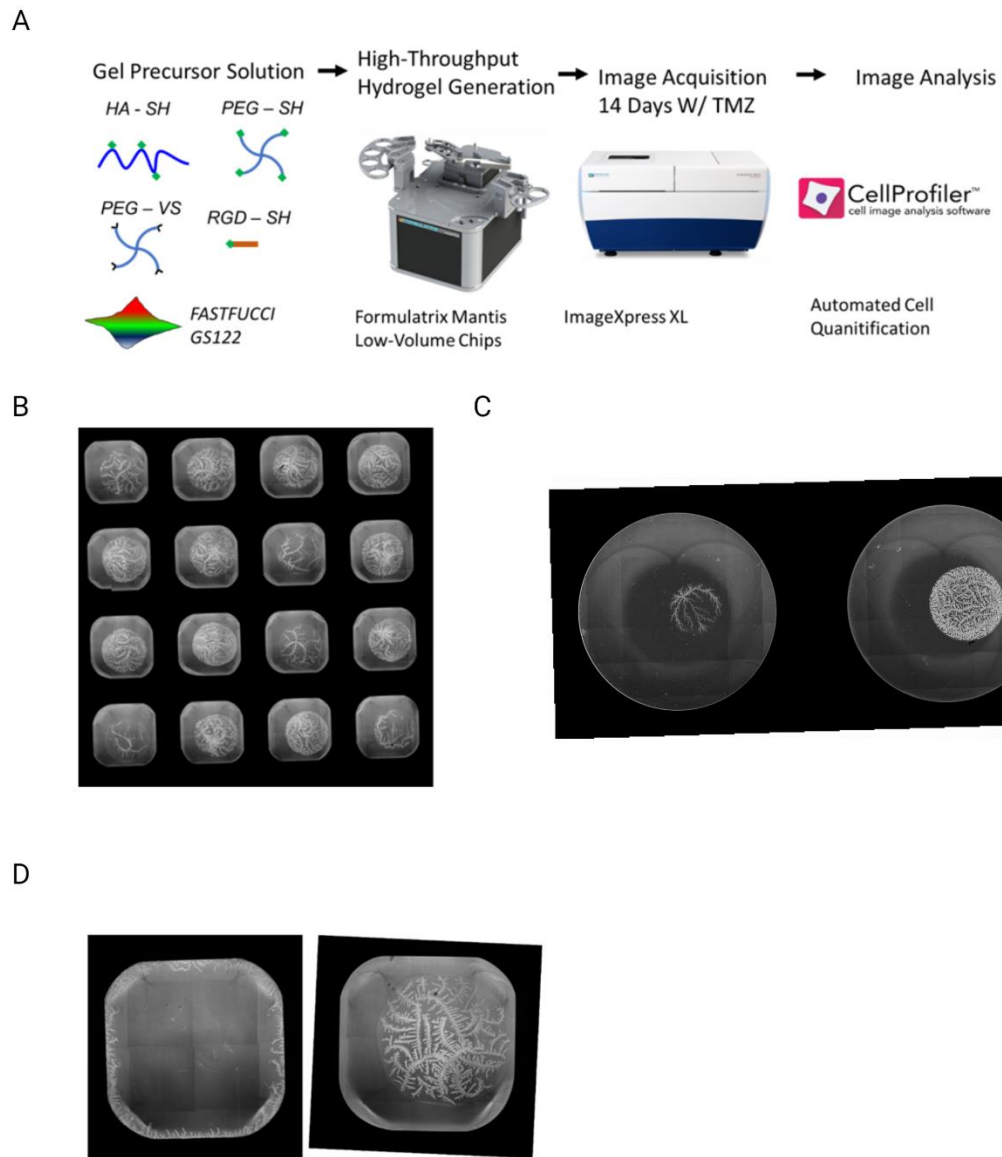 A
Gel Precursor Solution
High-Throughput
Hydrogel Generation
Image Acquisition
14 Days W/ TMZ
Image Analysis
HA - SH
PEG – SH
PEG – VS
RGD – SH
FASTFUCCI
GS122
Formulatrix Mantis
Low-Volume Chips
ImageXpress XL
CellProfiler™
cell image analysis software
Automated Cell
Quanitification
B
C
D